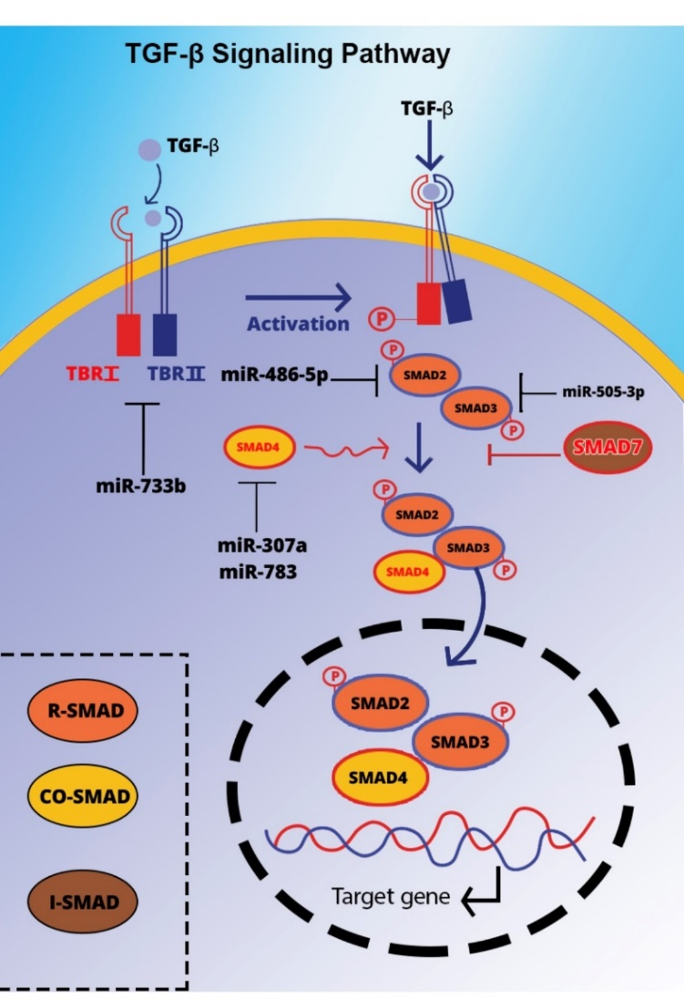 TGF-β Signaling Pathway
TGF-β
TGF-β
Activation
P
TBRI
TBRII
miR-486-5p
P
SMAD2
SMAD3
P
miR-505-3p
SMAD4
SMAD7
miR-733b
P
SMAD2
SMAD3
P
SMAD4
miR-307a
miR-783
P
SMAD2
P
SMAD3
SMAD4
Target gene
R-SMAD
CO-SMAD
I-SMAD